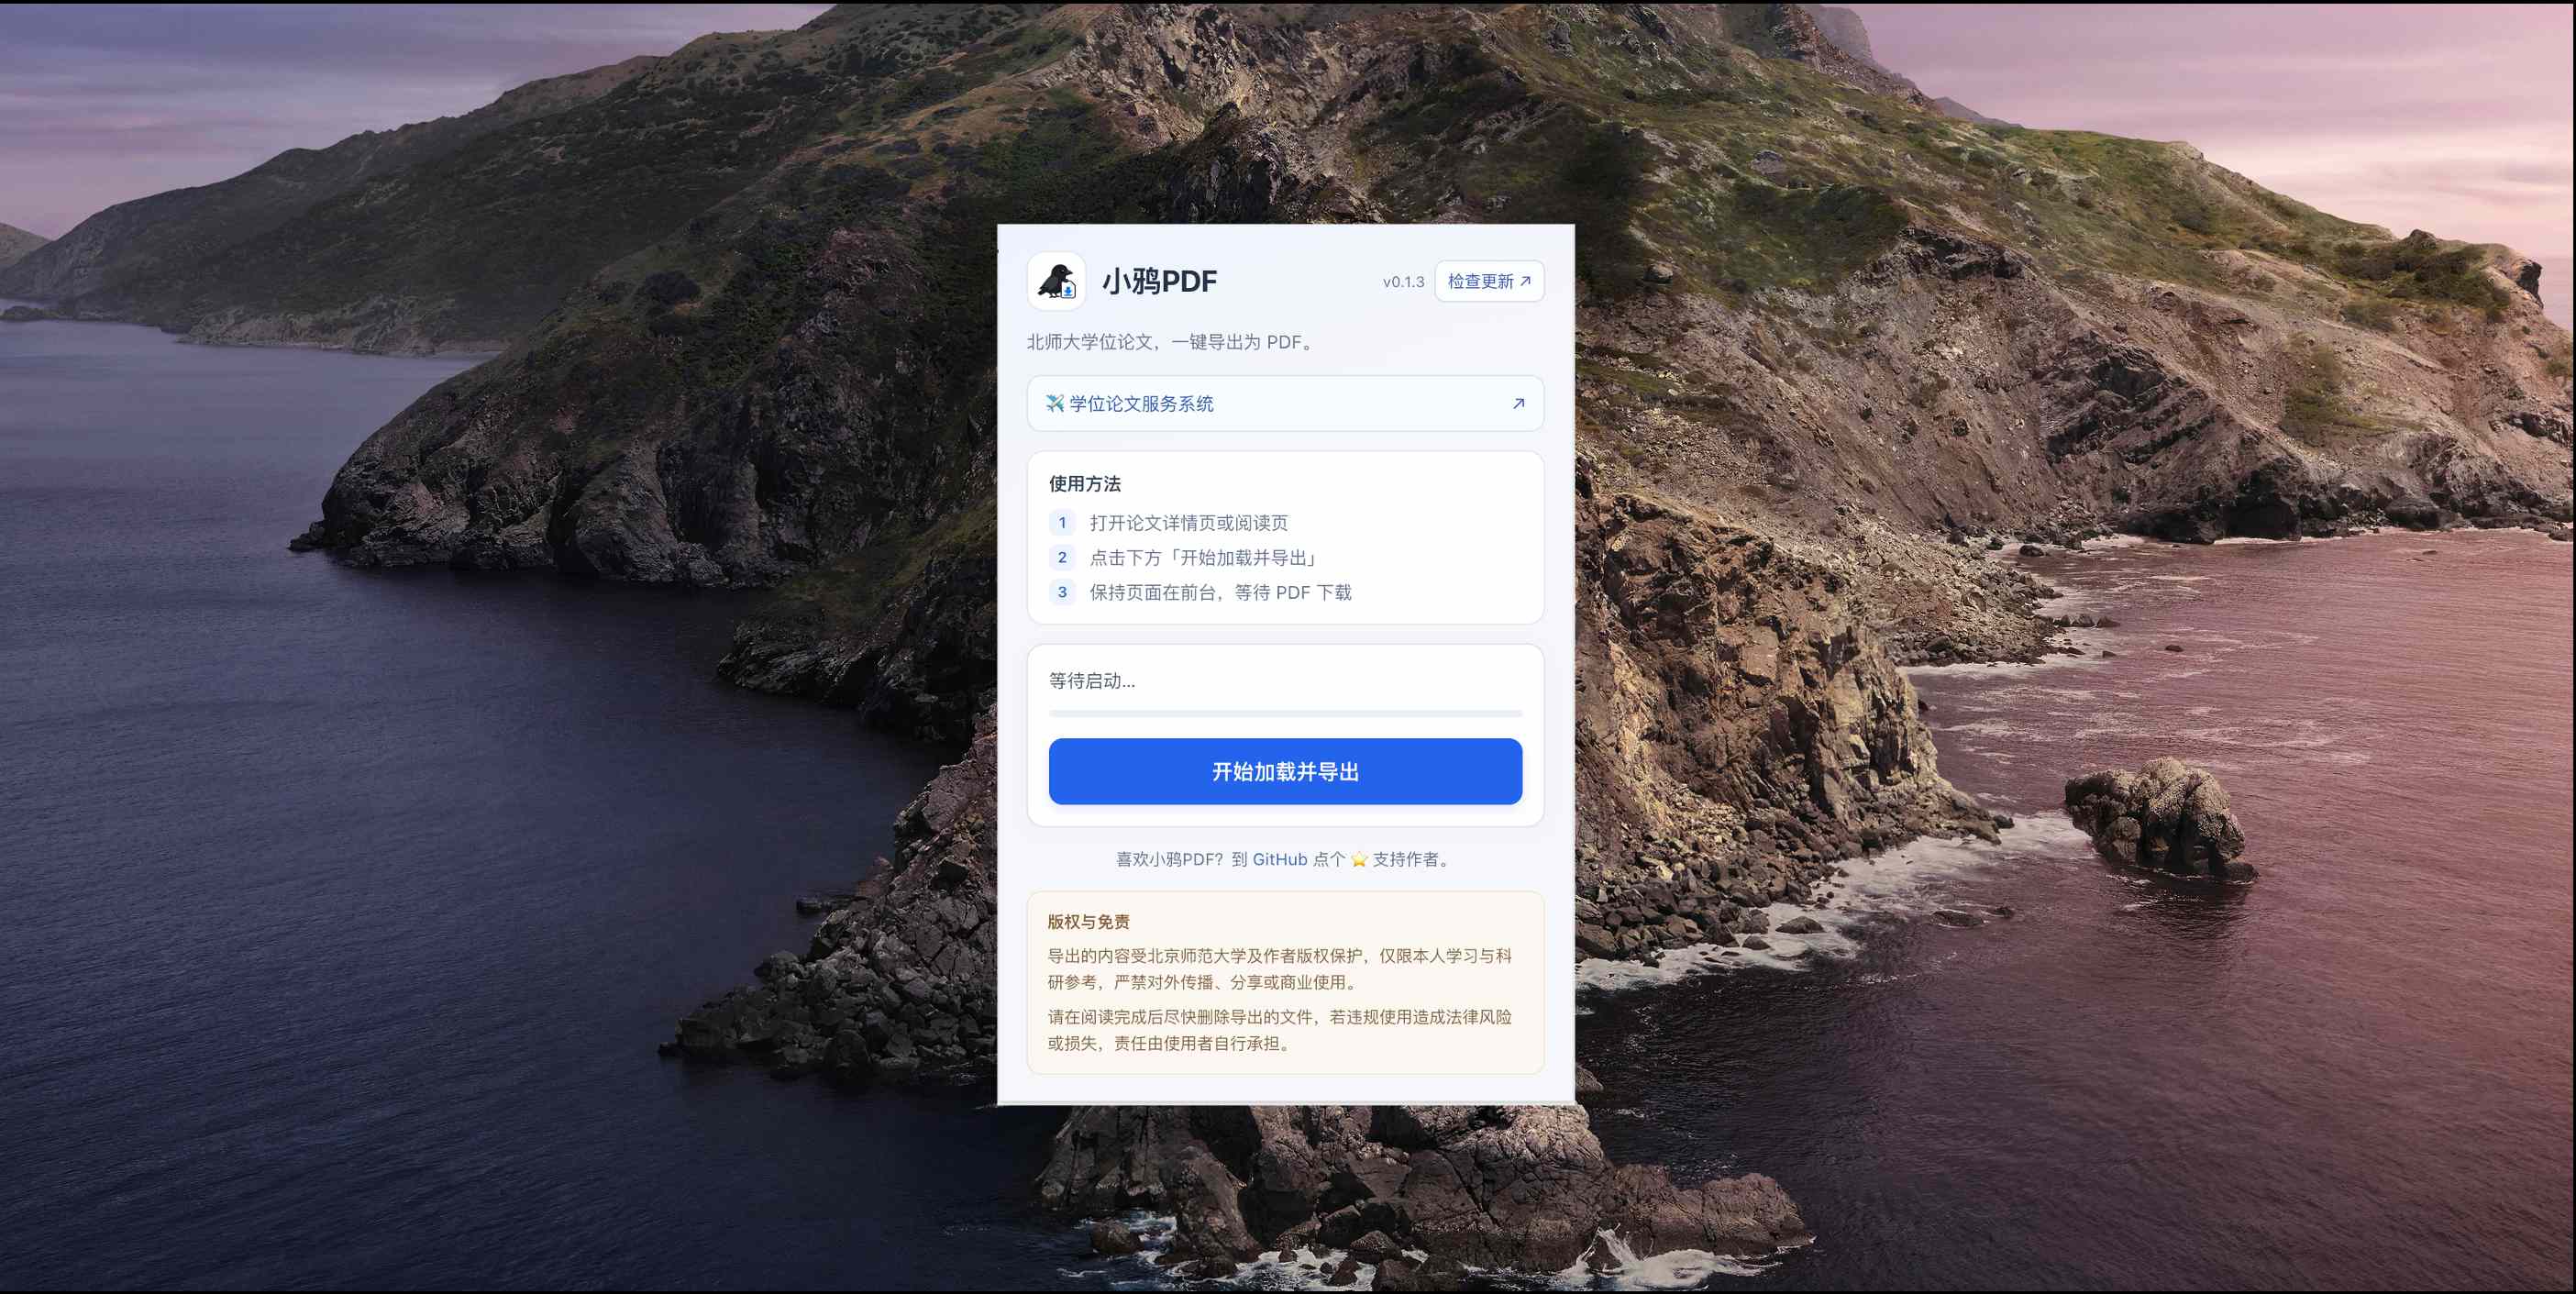 小鸦PDF
v0.1.3
检查更新 ↗
北师大学位论文，一键导出为 PDF。
✈️ 学位论文服务系统 ↗
使用方法
1 打开论文详情页或阅读页
2 点击下方「开始加载并导出」
3 保持页面在前台，等待 PDF 下载
等待启动...
开始加载并导出
喜欢小鸦PDF？到 GitHub 点个 ⭐ 支持作者。
版权与免责
导出的内容受北京师范大学及作者版权保护，仅限本人学习与科
研参考，严禁对外传播、分享或商业使用。
请在阅读完成后尽快删除导出的文件，若违规使用造成法律风险
或损失，责任由使用者自行承担。